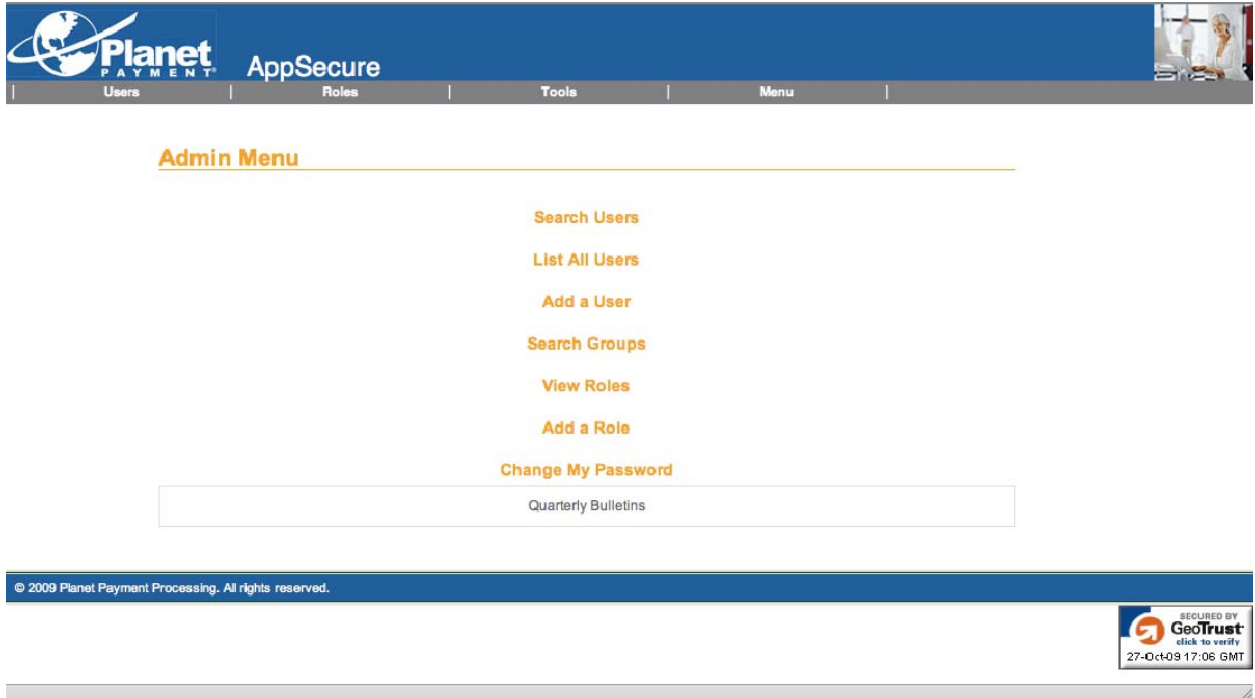 Planet
PAYMENT®
AppSecure
| Users | Roles | Tools | Menu |
Admin Menu
Search Users
List All Users
Add a User
Search Groups
View Roles
Add a Role
Change My Password
Quarterly Bulletins
© 2009 Planet Payment Processing. All rights reserved.
SECURED BY
GeoTrust
click to verify
27-Oct-09 17:06 GMT